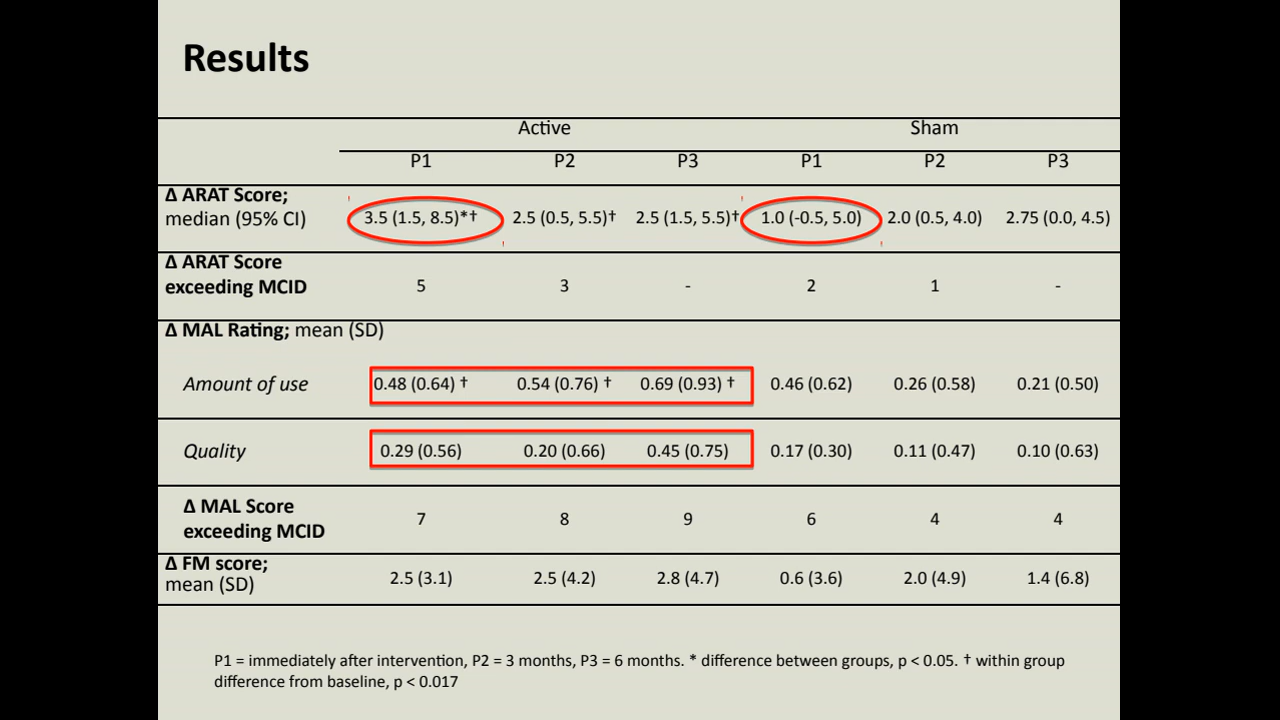 Results
Active Sham
P1 P2 P3 P1 P2 P3
Δ ARAT Score;
median (95% CI) 3.5 (1.5, 8.5)*† 2.5 (0.5, 5.5)† 2.5 (1.5, 5.5)† 1.0 (-0.5, 5.0) 2.0 (0.5, 4.0) 2.75 (0.0, 4.5)
Δ ARAT Score
exceeding MCID 5 3 - 2 1 -
Δ MAL Rating; mean (SD)
Amount of use 0.48 (0.64) † 0.54 (0.76) † 0.69 (0.93) † 0.46 (0.62) 0.26 (0.58) 0.21 (0.50)
Quality 0.29 (0.56) 0.20 (0.66) 0.45 (0.75) 0.17 (0.30) 0.11 (0.47) 0.10 (0.63)
Δ MAL Score
exceeding MCID 7 8 9 6 4 4
Δ FM score;
mean (SD) 2.5 (3.1) 2.5 (4.2) 2.8 (4.7) 0.6 (3.6) 2.0 (4.9) 1.4 (6.8)
P1 = immediately after intervention, P2 = 3 months, P3 = 6 months. * difference between groups, p < 0.05. † within group
difference from baseline, p < 0.017